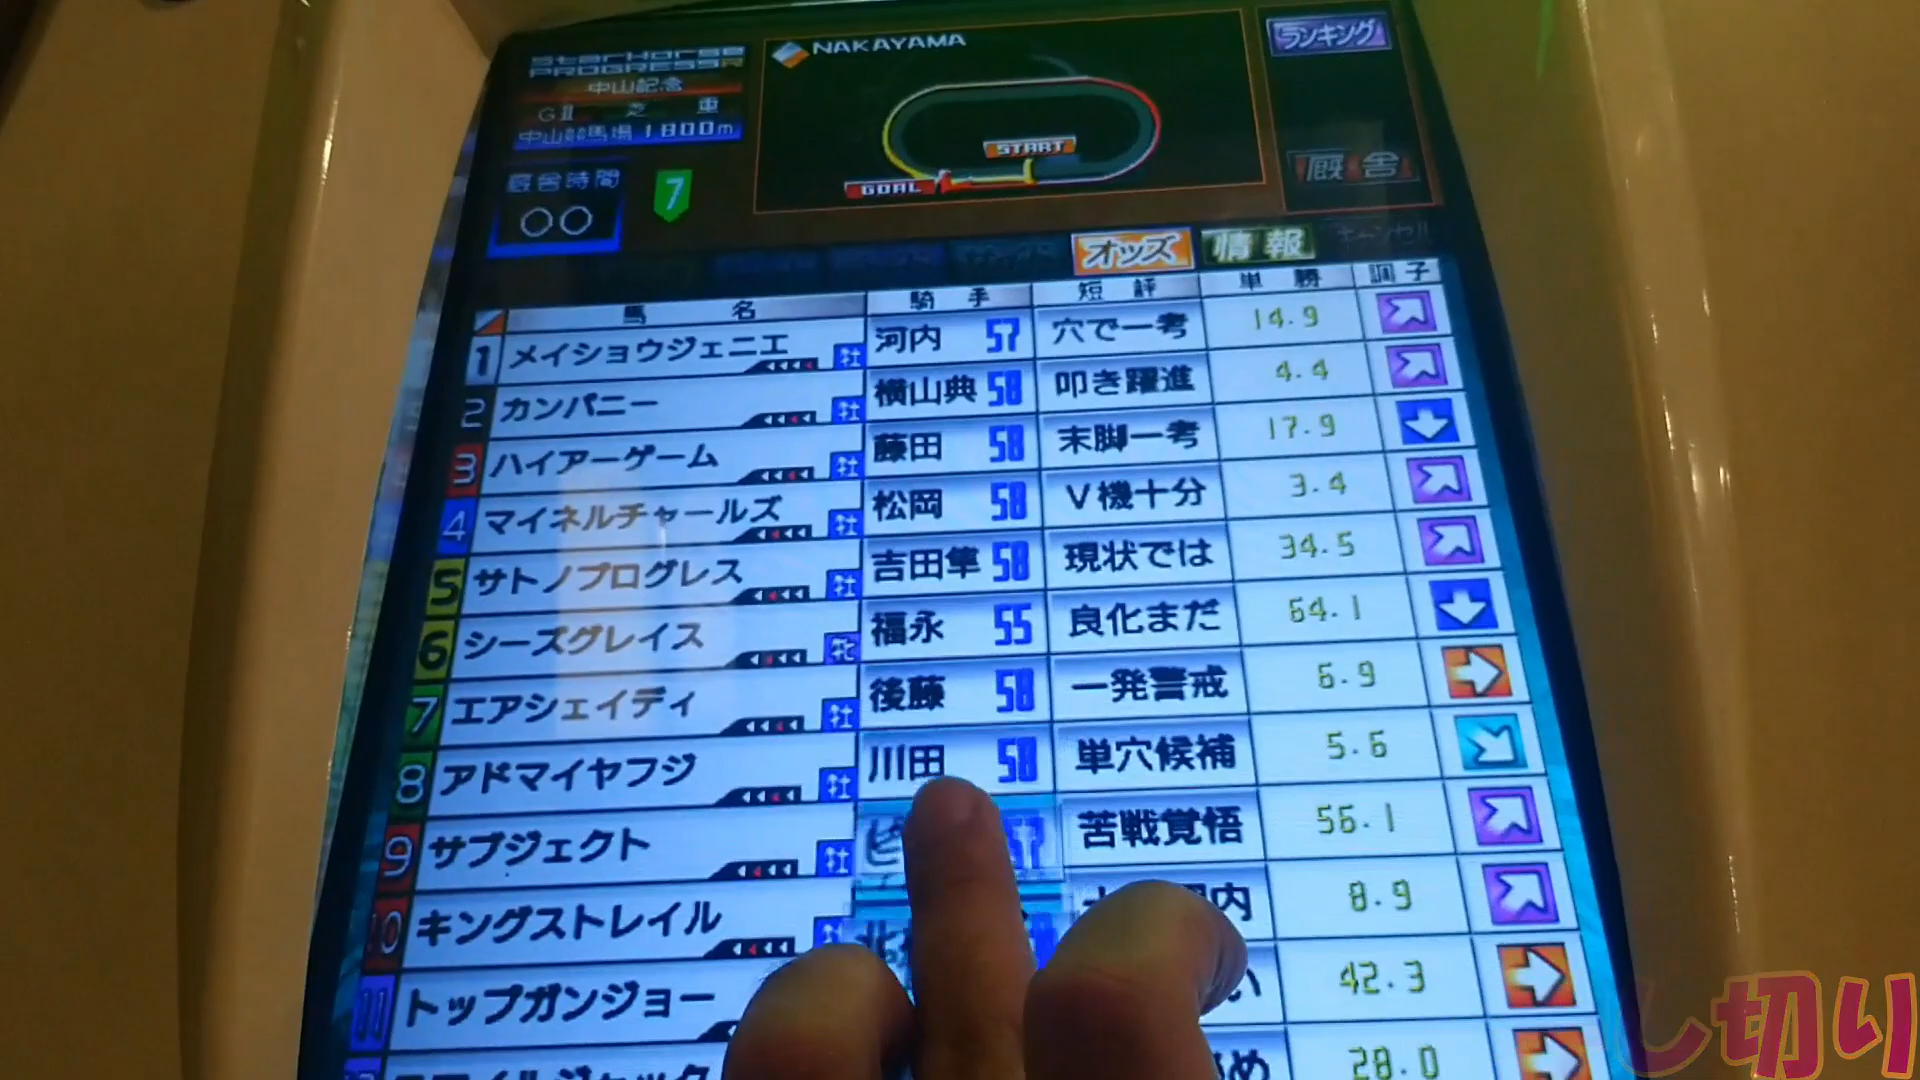 StarHorse
PROGRESS R
中山記念
GⅡ 芝 重
中山競馬場 1800m
NAKAYAMA
START
GOAL
ランキング
厩舎
厩舎時間
○○
7
オッズ 情報 キャンセル
馬名 騎手 短評 単勝 調子
1 メイショウジェニエ 牡 河内 57 穴で一考 14.9
2 カンパニー 牡 横山典 58 叩き躍進 4.4
3 ハイアーゲーム 牡 藤田 58 末脚一考 17.9
4 マイネルチャールズ 牡 松岡 58 V機十分 3.4
5 サトノプログレス 牡 吉田隼 58 現状では 34.5
6 シーズグレイス 牝 福永 55 良化まだ 64.1
7 エアシェイディ 牡 後藤 58 一発警戒 6.9
8 アドマイヤフジ 牡 川田 58 単穴候補 5.6
9 サブジェクト 牡 57 苦戦覚悟 56.1
10 キングストレイル 内 8.9
11 トップガンジョー い 42.3
め 28.0
し切り